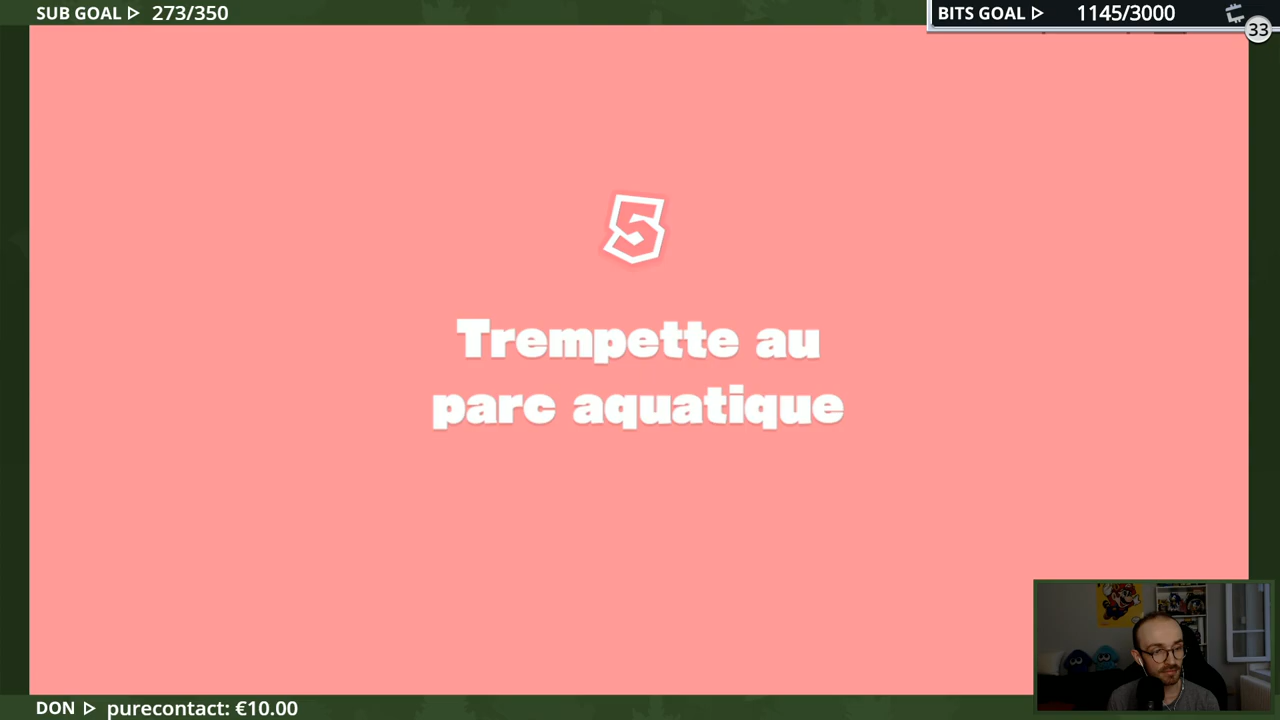 SUB GOAL ▷ 273/350
BITS GOAL ▷ 1145/3000
33
5
Trempette au
parc aquatique
DON ▷ purecontact: €10.00